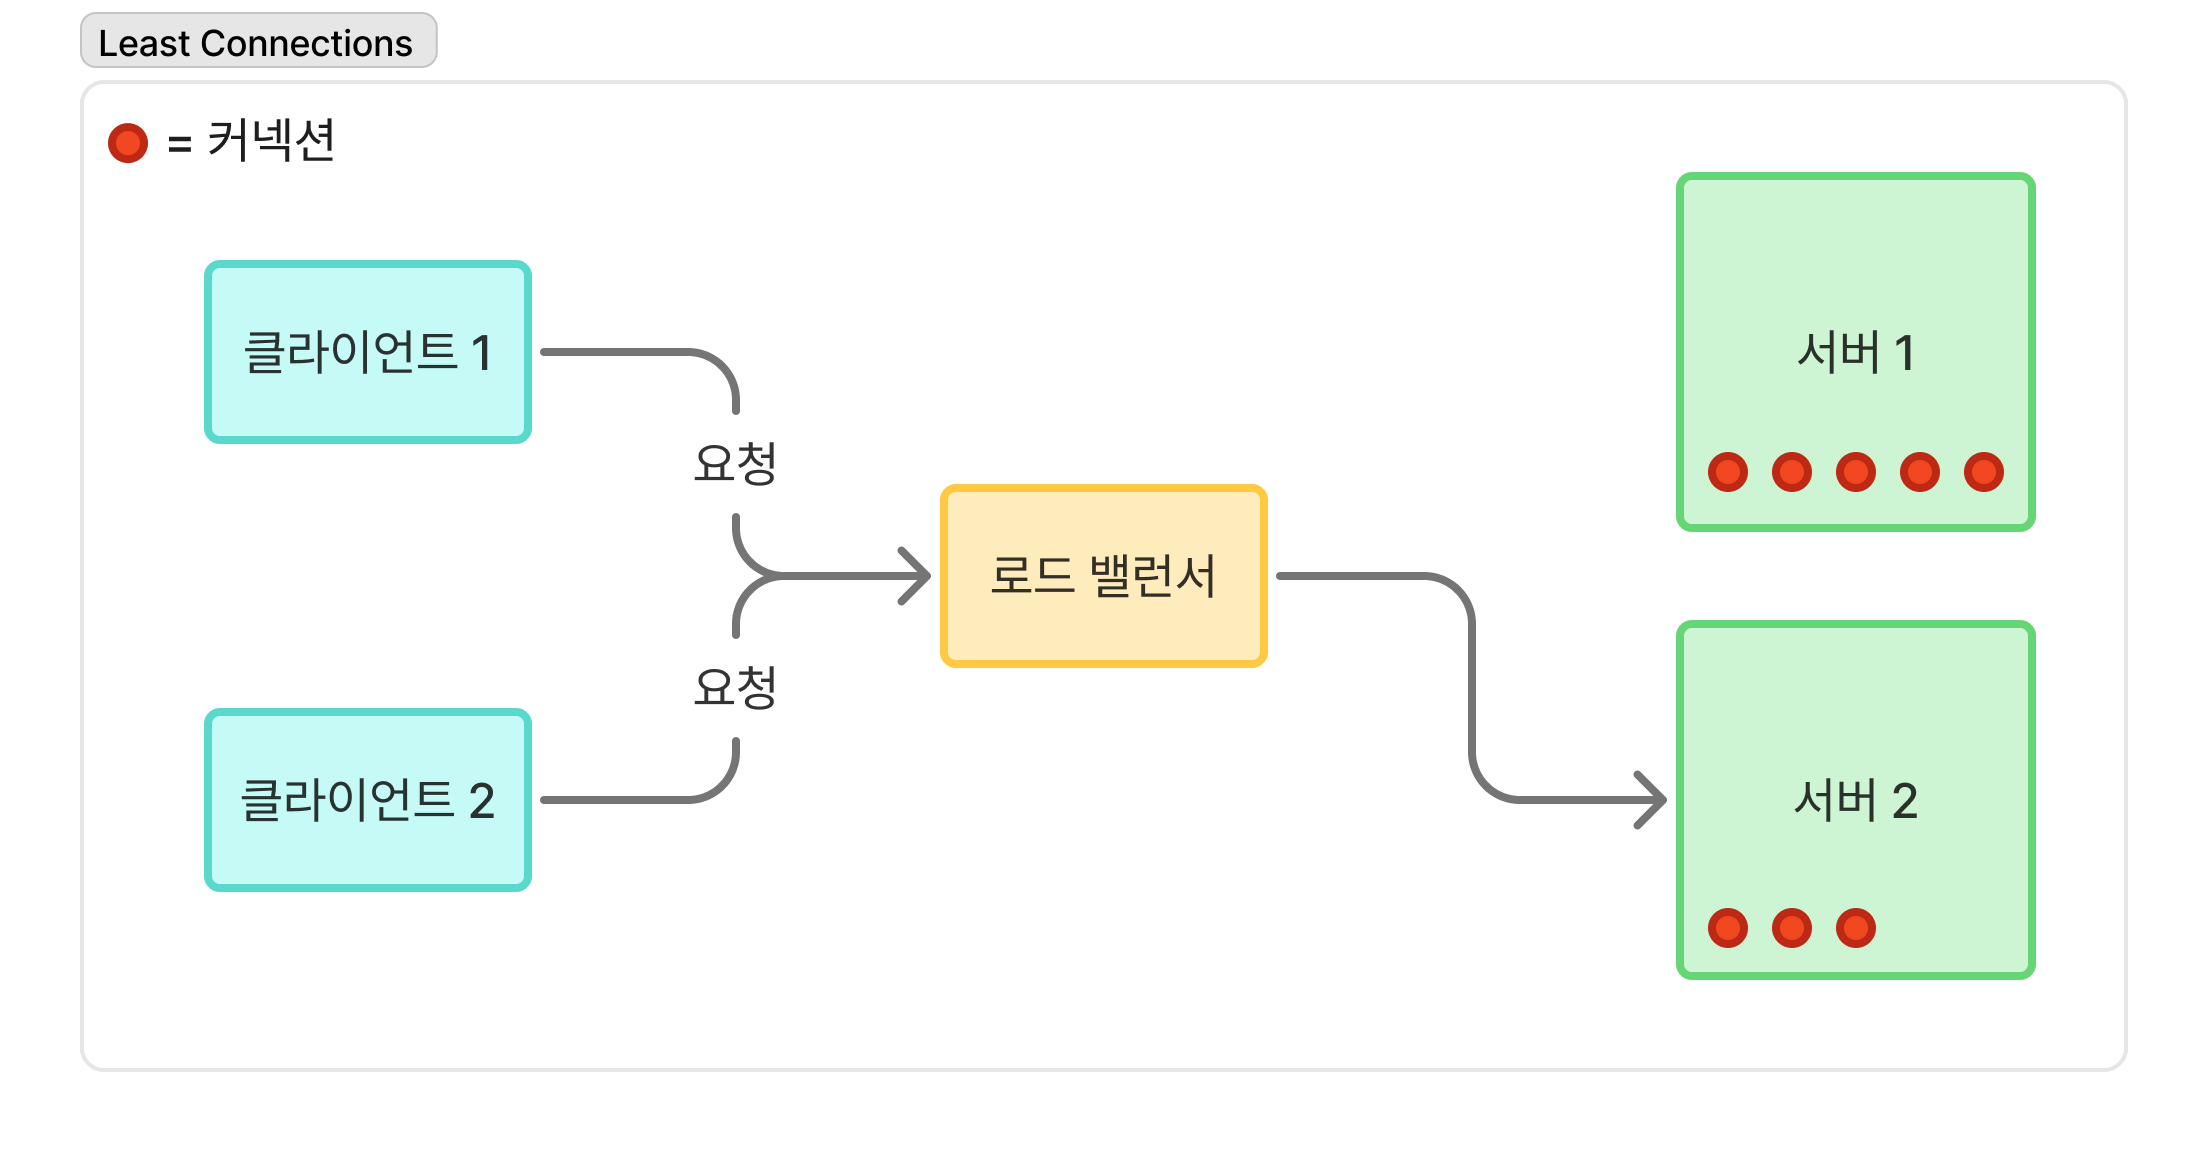 Least Connections
= 커넥션
클라이언트 1
요청
로드 밸런서
요청
클라이언트 2
서버 1
서버 2